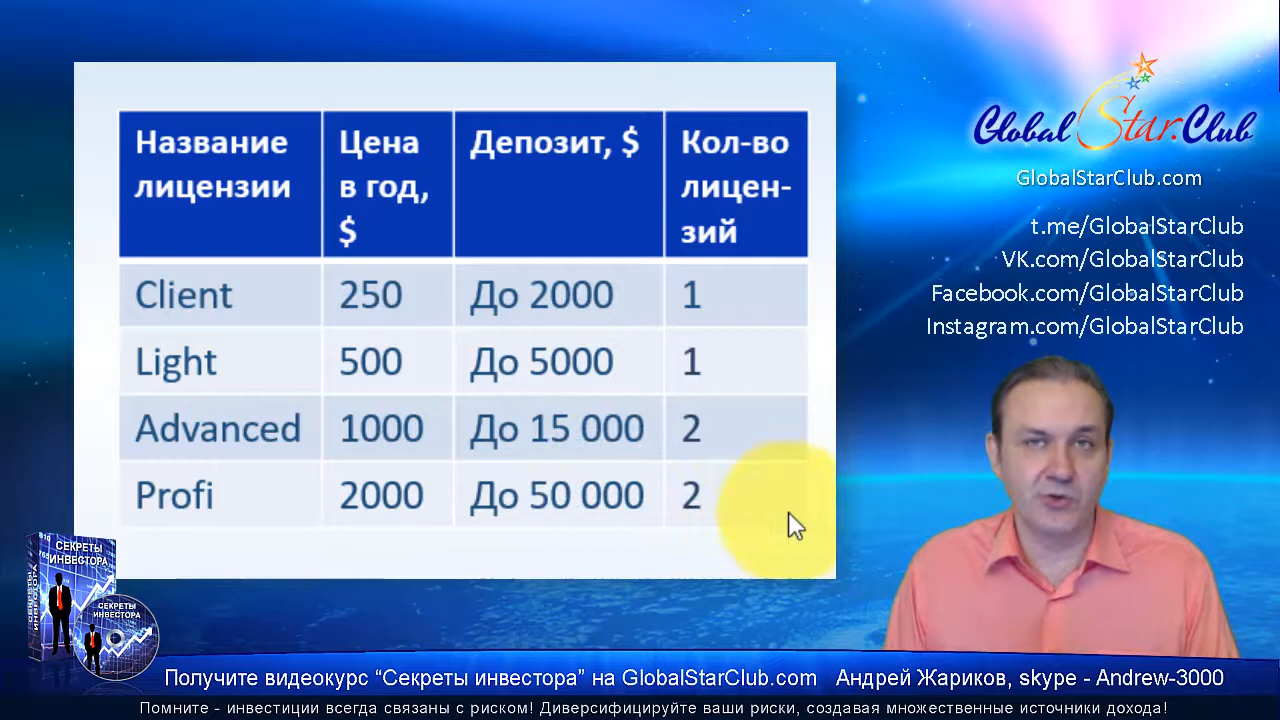 Название лицензии
Цена в год, $
Депозит, $
Кол-во лицен-зий
Client 250 До 2000 1
Light 500 До 5000 1
Advanced 1000 До 15 000 2
Profi 2000 До 50 000 2
Global Star.Club
GlobalStarClub.com
t.me/GlobalStarClub
VK.com/GlobalStarClub
Facebook.com/GlobalStarClub
Instagram.com/GlobalStarClub
СЕКРЕТЫ
ИНВЕСТОРА
СЕКРЕТЫ
ИНВЕСТОРА
Получите видеокурс “Секреты инвестора” на GlobalStarClub.com Андрей Жариков, skype - Andrew-3000
Помните - инвестиции всегда связаны с риском! Диверсифицируйте ваши риски, создавая множественные источники дохода!